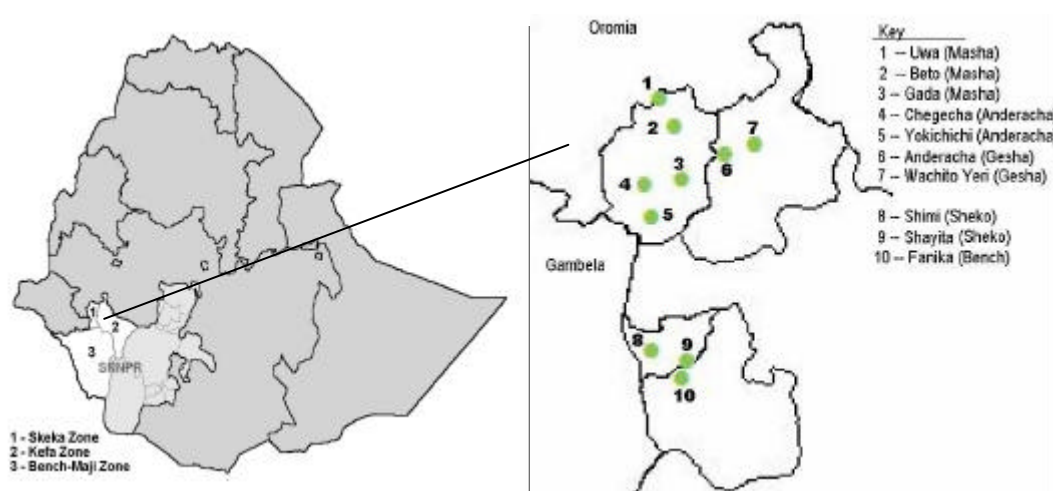 1
2
3
SNNPR
1 - Skeka Zone
2 - Kefa Zone
3 - Bench-Maji Zone
Oromia
Gambela
1
2
3
4
5
6
7
8
9
10
Key
1 -- Uwa (Masha)
2 -- Beto (Masha)
3 -- Gada (Masha)
4 -- Chegecha (Anderacha)
5 -- Yokichichi (Anderacha)
6 -- Anderacha (Gesha)
7 -- Wachito Yeri (Gesha)
8 -- Shimi (Sheko)
9 -- Shayita (Sheko)
10 -- Fanika (Bench)